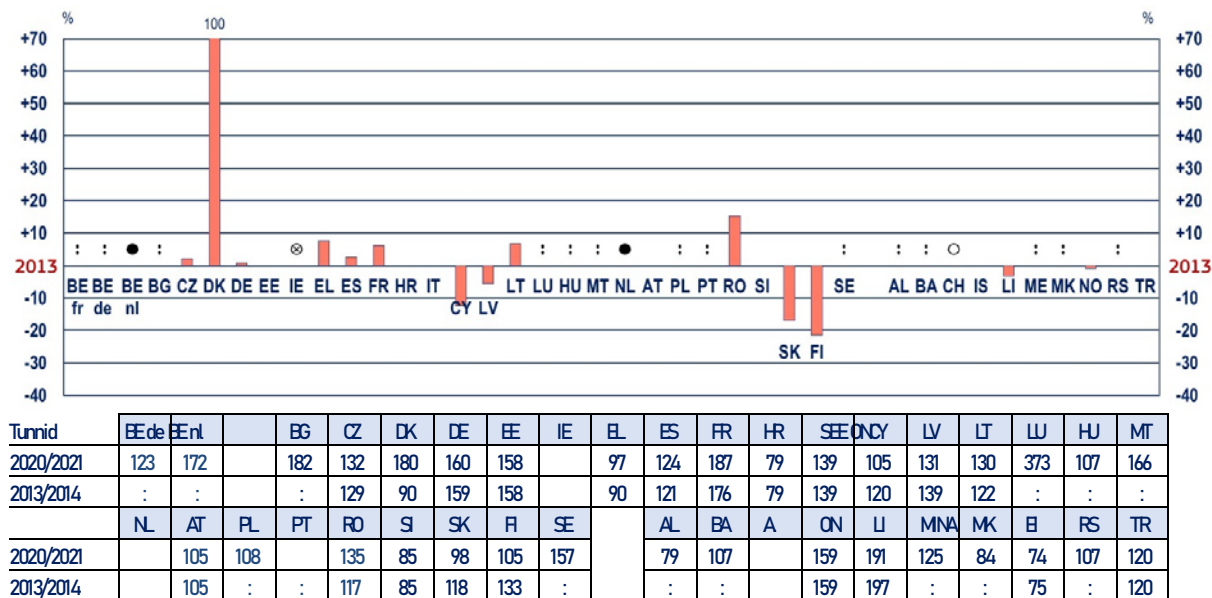 % 100 %
+70 +70
+60 +60
+50 +50
+40 +40
+30 +30
+20 +20
+10 : : ● : ⊗ : : : ● : : : : : ○ : : : +10
2013 2013
BE BE BE BG CZ DK DE EE IE EL ES FR HR IT LT LU HU MT NL AT PL PT RO SI SE AL BA CH IS LI ME MK NO RS TR
-10 -10
fr de nl CY LV
-20 -20
SK FI
-30 -30
-40 -40
Tunnid BE de BE nl BG CZ DK DE EE IE EL ES FR HR SEE ON CY LV LT LU HU MT
2020/2021 123 172 182 132 180 160 158 97 124 187 79 139 105 131 130 373 107 166
2013/2014 : : : 129 90 159 158 90 121 176 79 139 120 139 122 : : :
NL AT PL PT RO SI SK FI SE AL BA A ON LI MINA MK EI RS TR
2020/2021 105 108 135 85 98 105 157 79 107 159 191 125 84 74 107 120
2013/2014 105 : : 117 85 118 133 : : : 159 197 : : 75 : 120